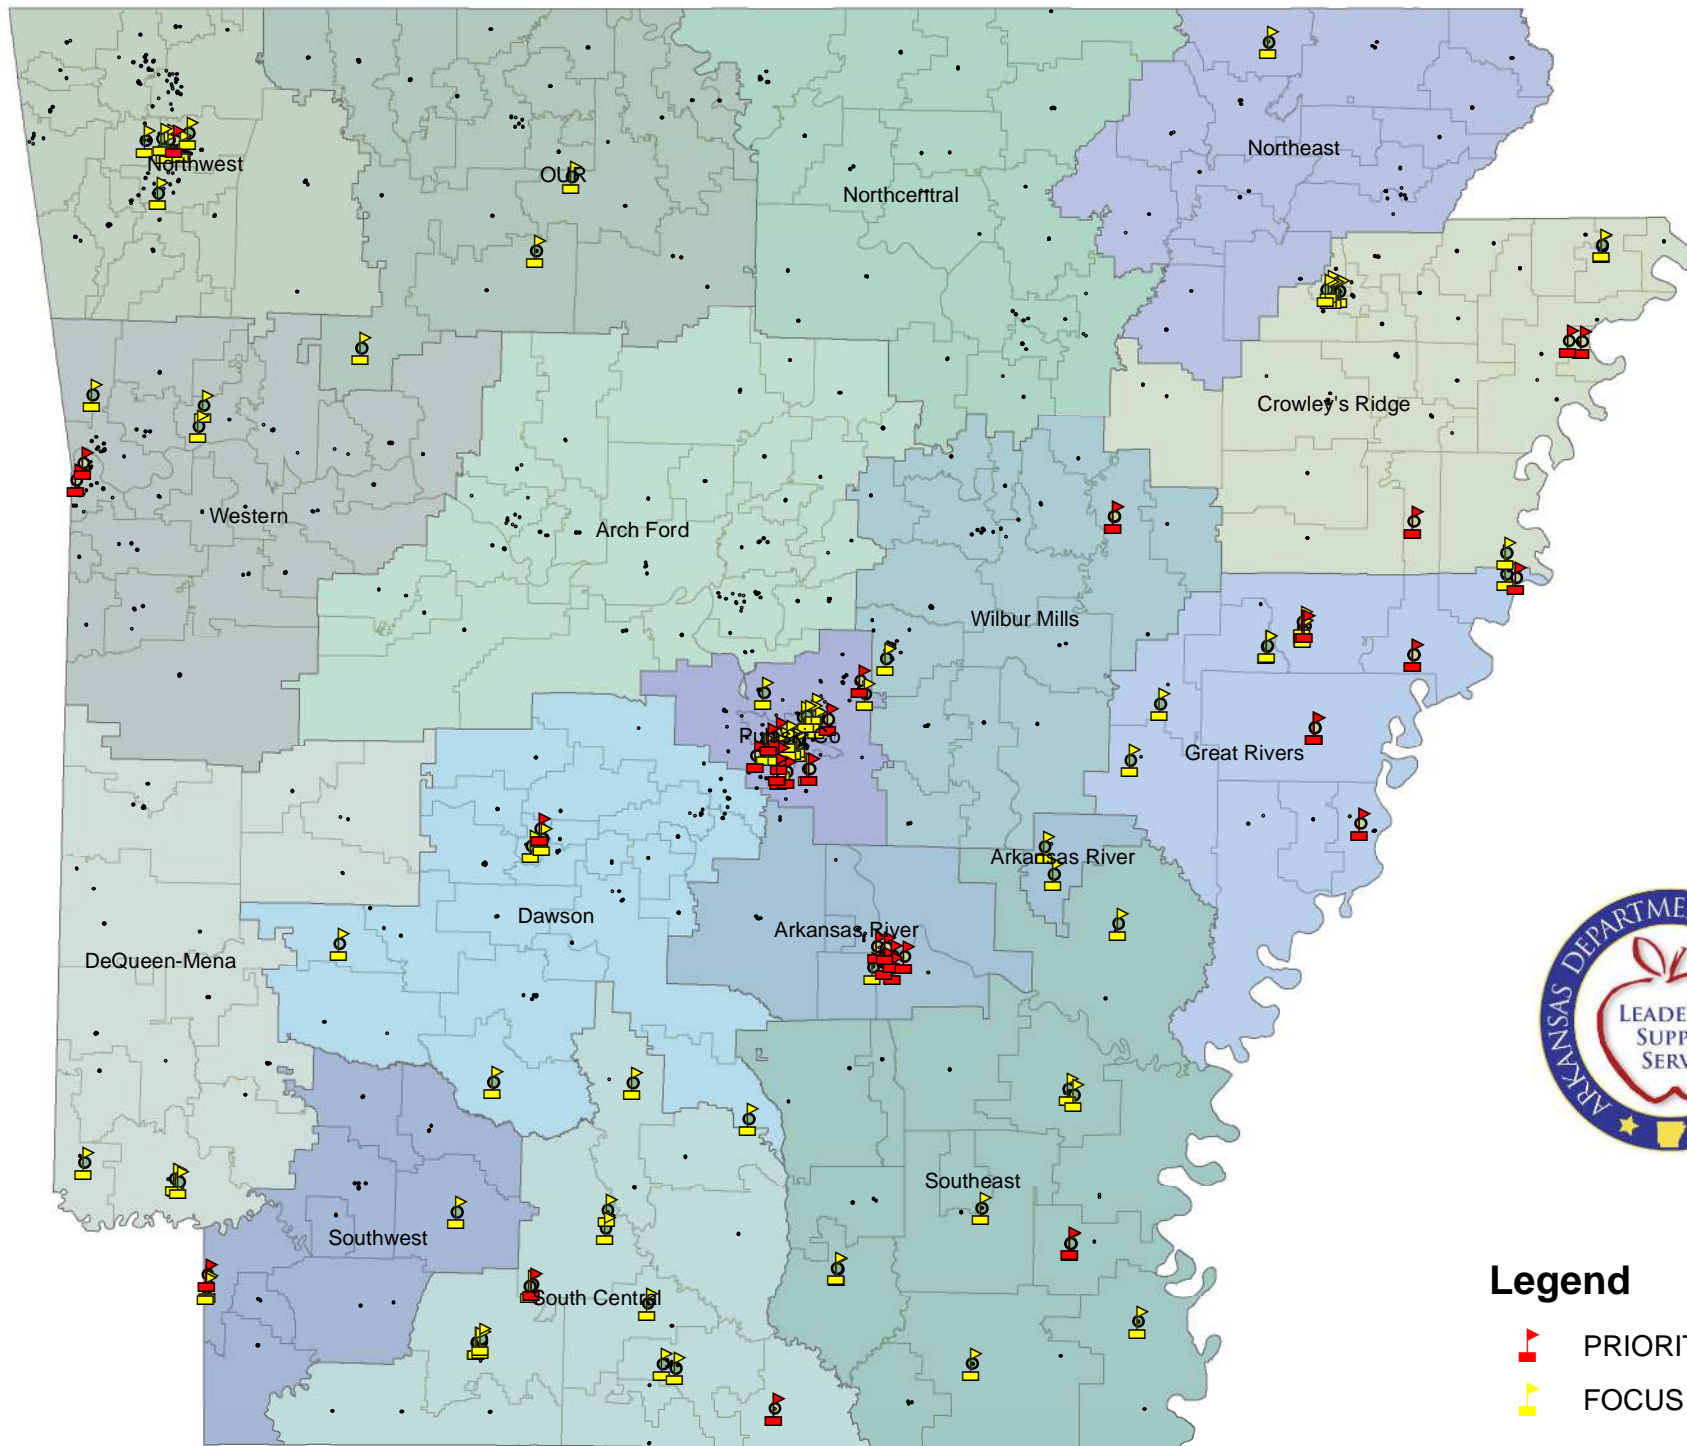 Northwest
OUR
Northcentral
Northeast
Crowley's Ridge
Western
Arch Ford
Wilbur Mills
Great Rivers
Arkansas River
Dawson
Arkansas River
DeQueen-Mena
Southeast
Southwest
South Central
ARKANSAS DEPARTME
LEADE
SUPP
SERV
Legend
PRIORIT
FOCUS